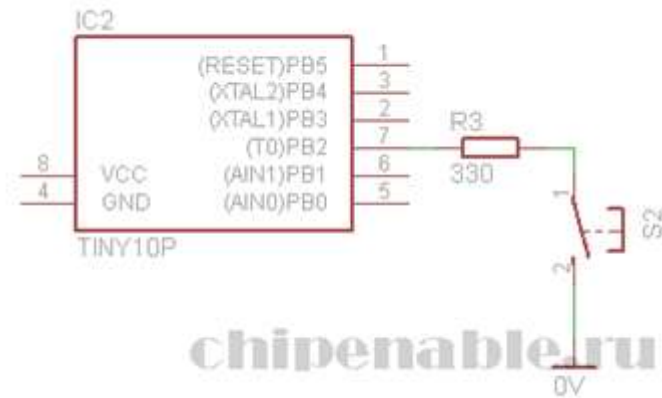 IC2
(RESET)PB5 1
(XTAL2)PB4 3
(XTAL1)PB3 2
(T0)PB2 7
8 VCC (AIN1)PB1 6
4 GND (AIN0)PB0 5
TINY10P
R3
330
1
2
S2
chipenable.ru
0V